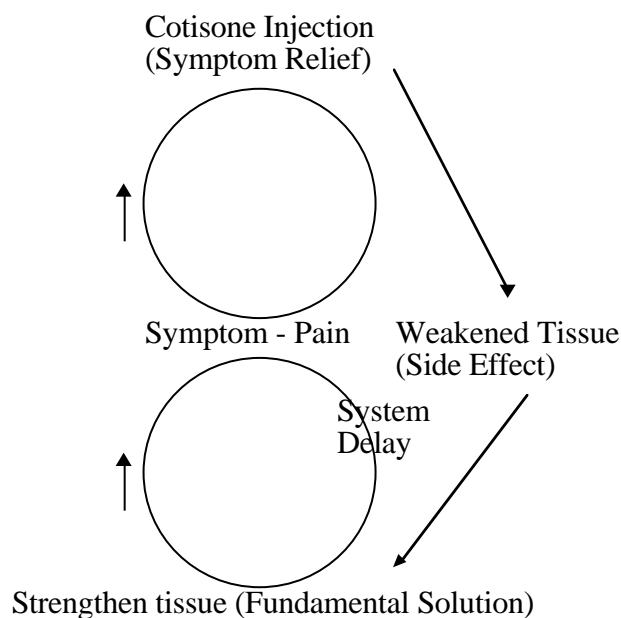 Cotisone Injection
(Symptom Relief)
Symptom - Pain
Weakened Tissue
(Side Effect)
System
Delay
Strengthen tissue (Fundamental Solution)